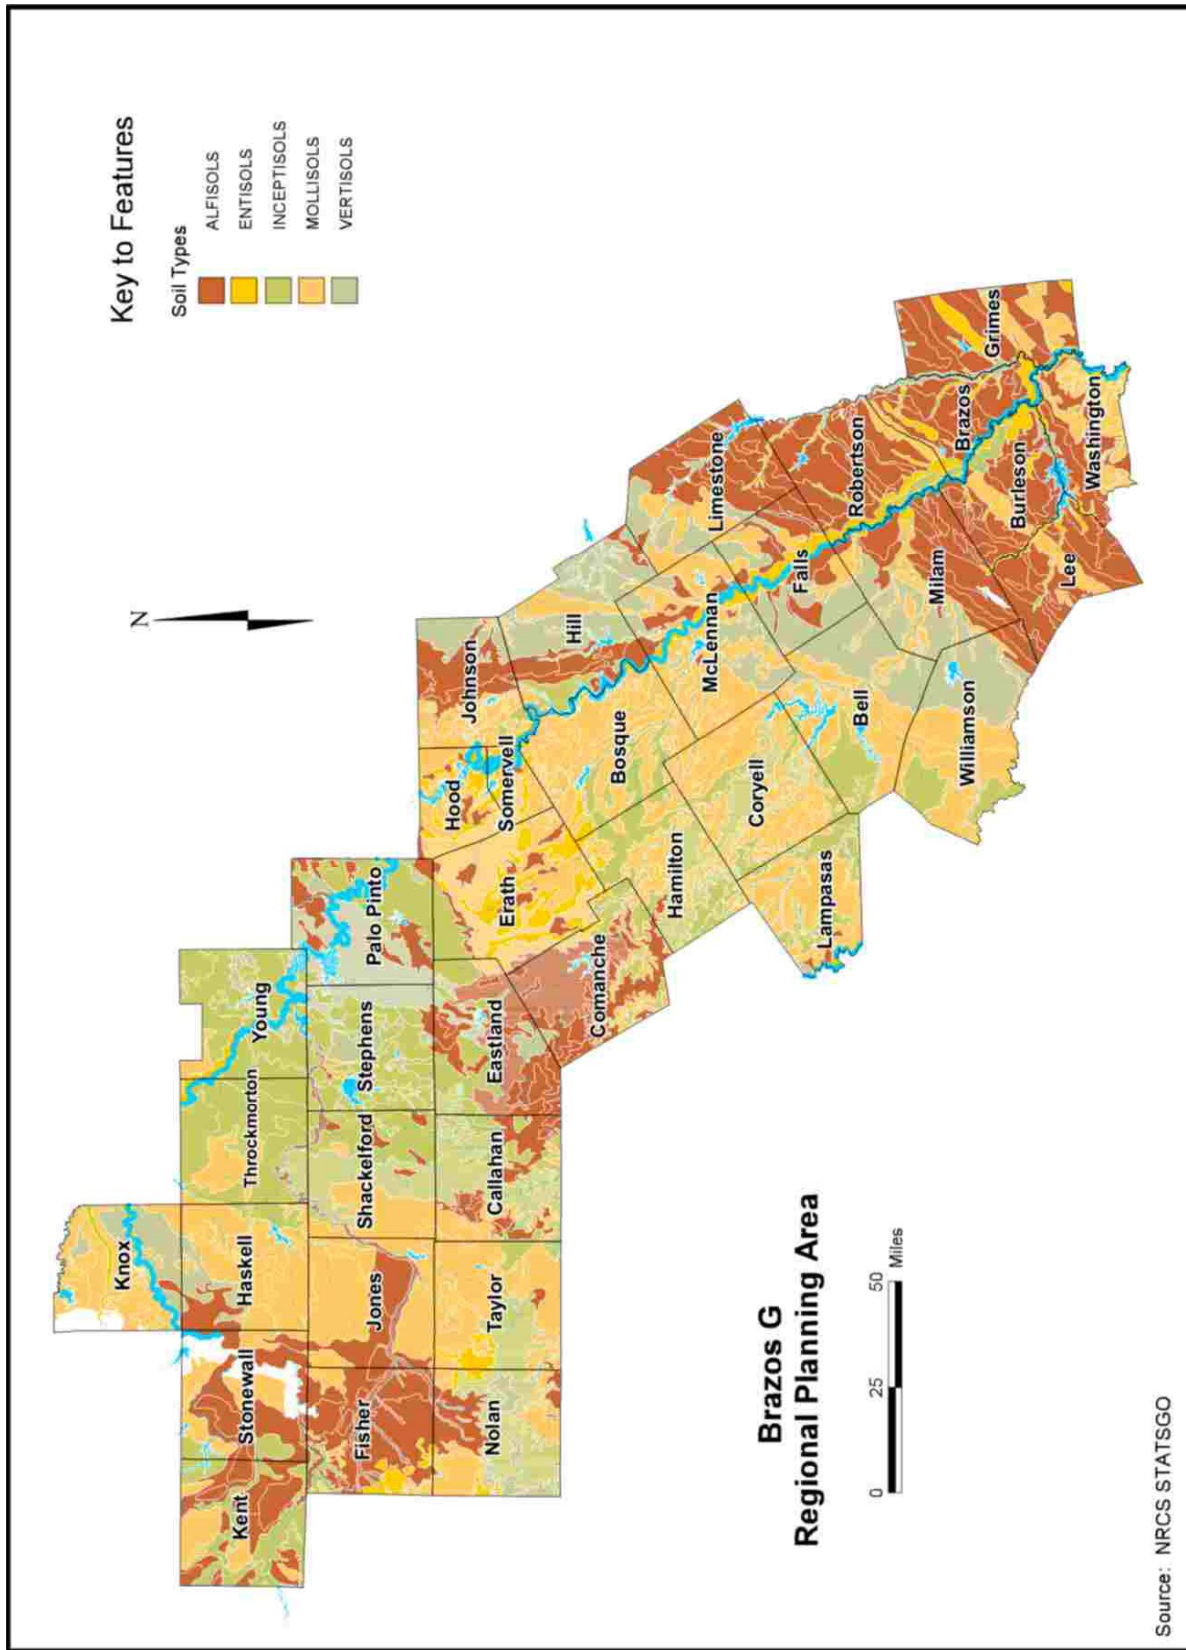 Key to Features
Soil Types
ALFISOLS
ENTISOLS
INCEPTISOLS
MOLLISOLS
VERTISOLS
N
Knox
Kent
Stonewall
Haskell
Throckmorton
Young
Fisher
Jones
Shackelford
Stephens
Palo Pinto
Nolan
Taylor
Callahan
Eastland
Erath
Hood
Johnson
Somervell
Comanche
Hamilton
Bosque
Hill
Lampasas
Coryell
McLennan
Limestone
Bell
Falls
Robertson
Williamson
Milam
Brazos
Grimes
Lee
Burleson
Washington
Brazos G
Regional Planning Area
0 25 50
Miles
Source: NRCS STATSGO